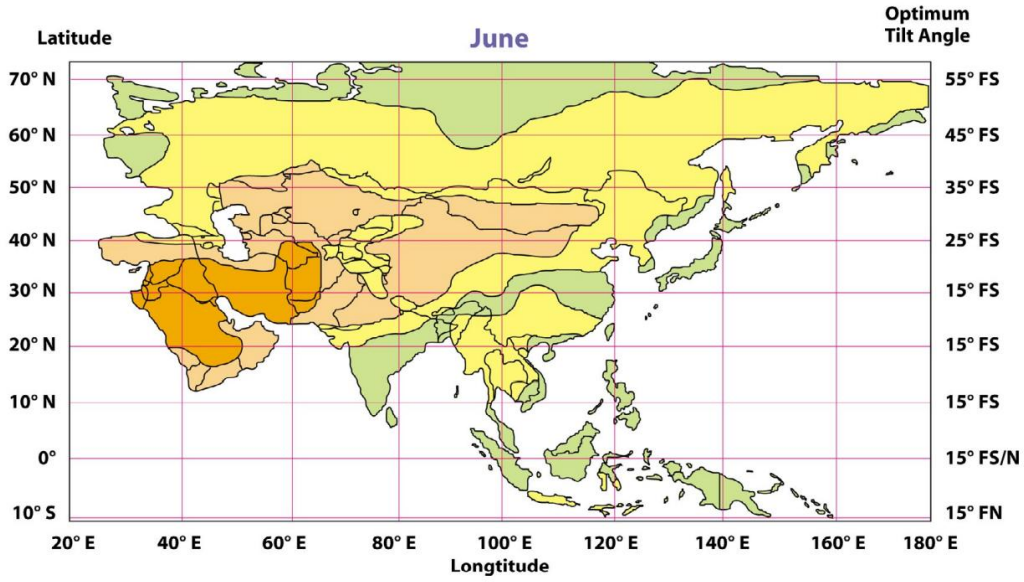 June
Latitude
Optimum
Tilt Angle
70° N
55° FS
60° N
45° FS
50° N
35° FS
40° N
25° FS
30° N
15° FS
20° N
15° FS
10° N
15° FS
0°
15° FS/N
10° S
15° FN
20° E
40° E
60° E
80° E
100° E
120° E
140° E
160° E
180° E
Longtitude